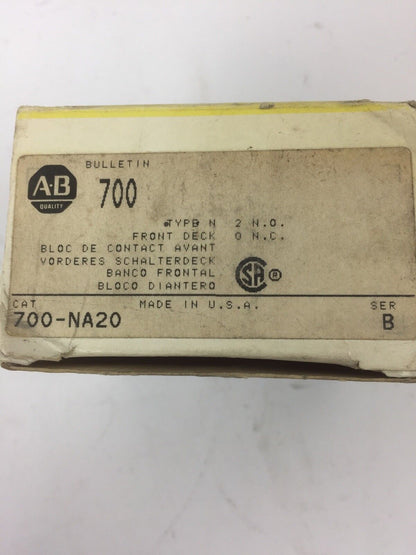 BULLETIN
A-B
QUALITY
700
TYPE N 2 N.O.
FRONT DECK 0 N.C.
BLOC DE CONTACT AVANT
VORDERES SCHALTERDECK
BANCO FRONTAL
BLOCO DIANTERO
SA ®
CAT MADE IN U.S.A. SER
700-NA20 B